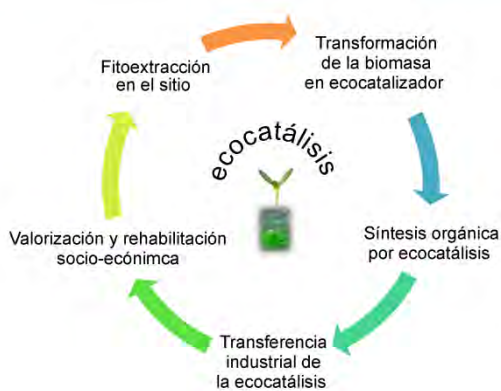 Fitoextracción
en el sitio
Transformación
de la biomasa
en ecocatalizador
ecocatálisis
Síntesis orgánica
por ecocatálisis
Transferencia
industrial de
la ecocatálisis
Valorización y rehabilitación
socio-ecónimca